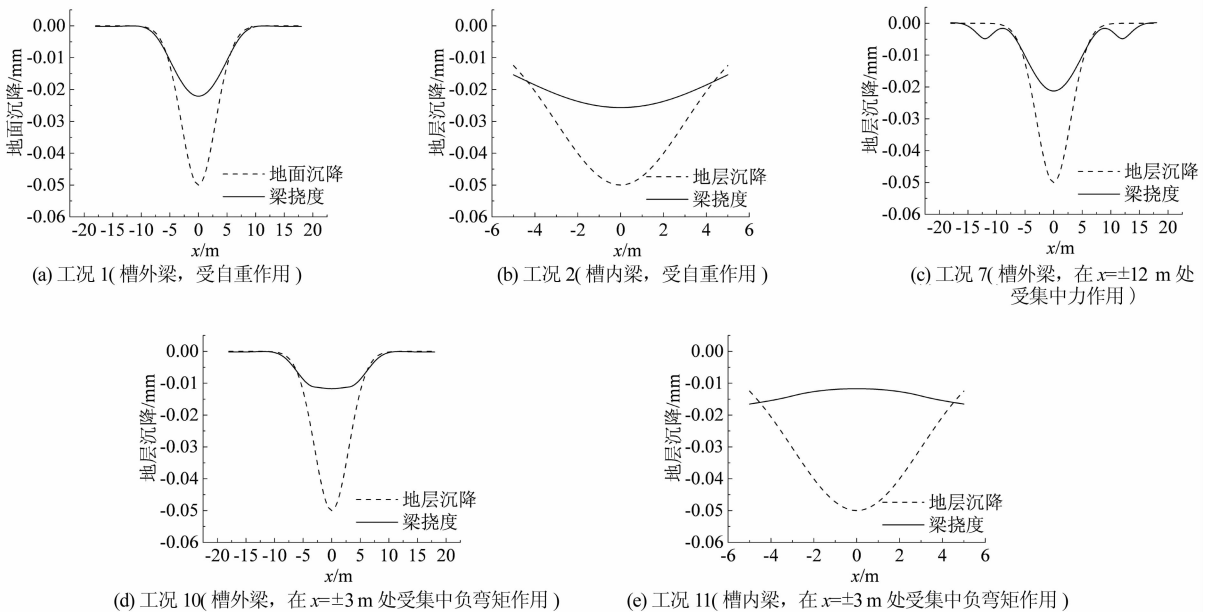 0.00
-0.01
-0.02
-0.03
-0.04
-0.05
-0.06
地面沉降/mm
地面沉降
梁挠度
-20 -15 -10 -5 0 5 10 15 20
x/m
(a) 工况 1( 槽外梁，受自重作用 )
0.00
-0.01
-0.02
-0.03
-0.04
-0.05
-0.06
地层沉降/mm
地层沉降
梁挠度
-6 -4 -2 0 2 4 6
x/m
(b) 工况 2( 槽内梁，受自重作用 )
0.00
-0.01
-0.02
-0.03
-0.04
-0.05
-0.06
地层沉降/mm
地层沉降
梁挠度
-20 -15 -10 -5 0 5 10 15 20
x/m
(c) 工况 7( 槽外梁，在 x=±12 m 处
受集中力作用 )
0.00
-0.01
-0.02
-0.03
-0.04
-0.05
-0.06
地层沉降/mm
地层沉降
梁挠度
-20 -15 -10 -5 0 5 10 15 20
x/m
(d) 工况 10( 槽外梁，在 x=±3 m 处受集中负弯矩作用 )
0.00
-0.01
-0.02
-0.03
-0.04
-0.05
-0.06
地层沉降/mm
地层沉降
梁挠度
-6 -4 -2 0 2 4 6
x/m
(e) 工况 11( 槽内梁，在 x=±3 m 处受集中负弯矩作用 )